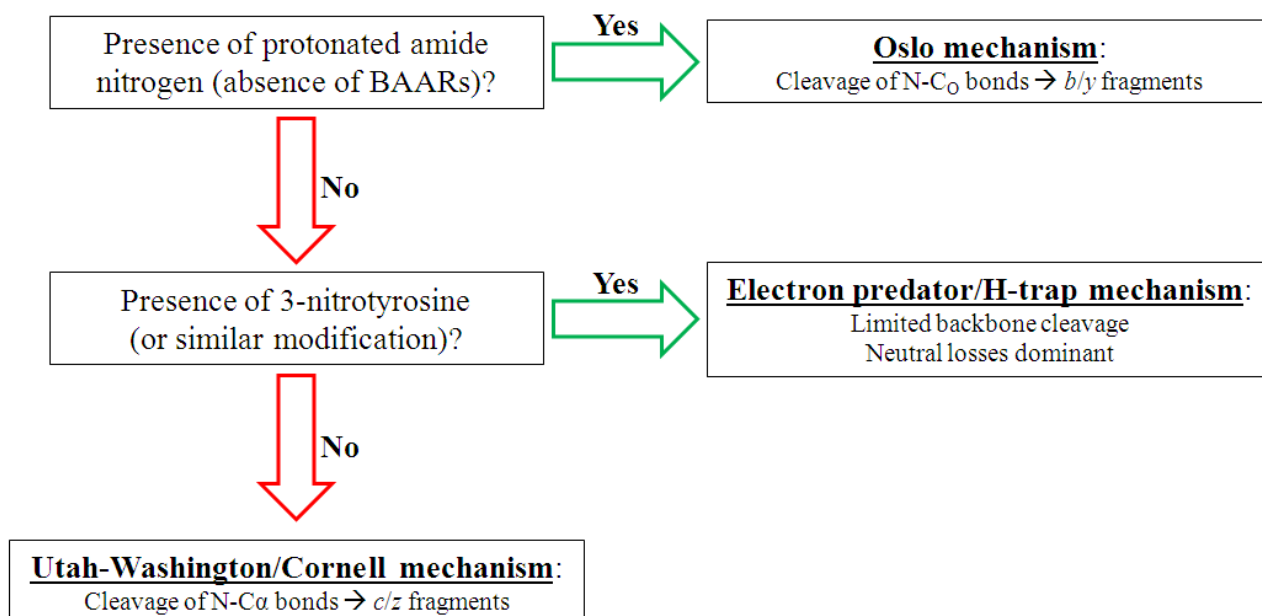 Presence of protonated amide
nitrogen (absence of BAARs)?
Yes
Oslo mechanism:
Cleavage of N-CO bonds → b/y fragments
No
Presence of 3-nitrotyrosine
(or similar modification)?
Yes
Electron predator/H-trap mechanism:
Limited backbone cleavage
Neutral losses dominant
No
Utah-Washington/Cornell mechanism:
Cleavage of N-Cα bonds → c/z fragments